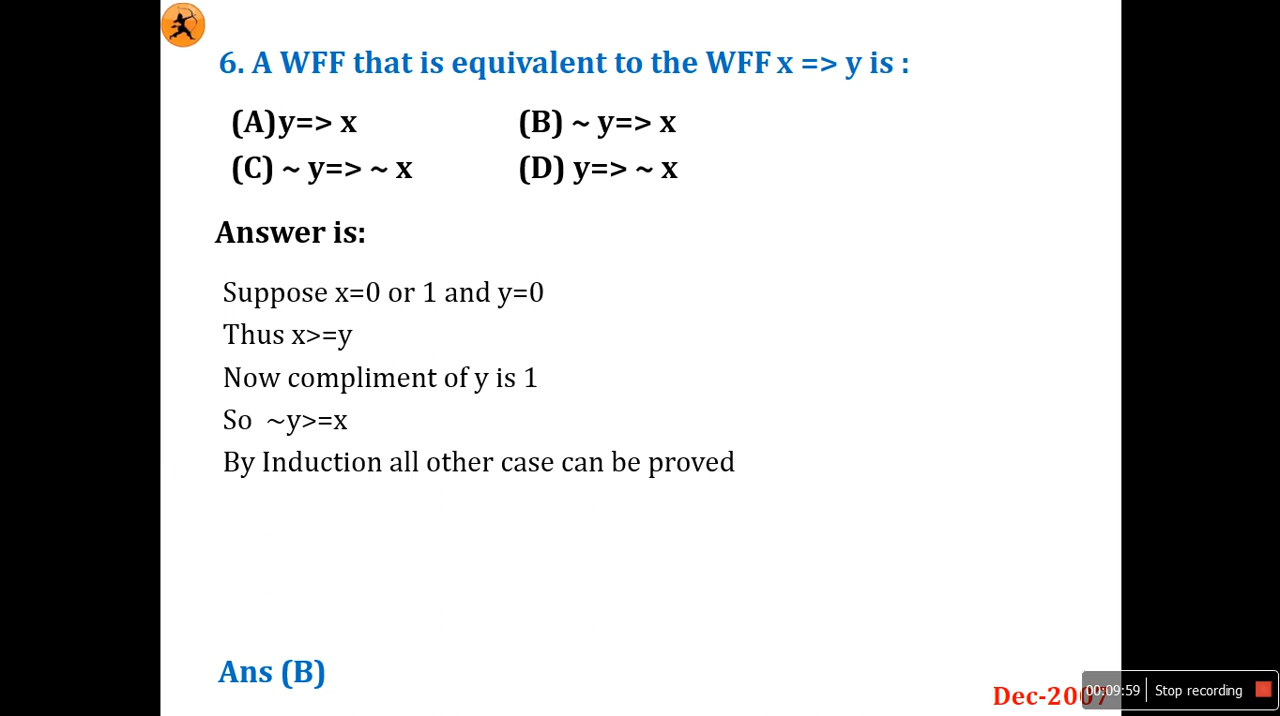 6. A WFF that is equivalent to the WFF x => y is :
(A)y=> x (B) ~ y=> x
(C) ~ y=> ~ x (D) y=> ~ x
Answer is:
Suppose x=0 or 1 and y=0
Thus x>=y
Now compliment of y is 1
So ~y>=x
By Induction all other case can be proved
Ans (B)
Dec-2007
00:09:59 Stop recording